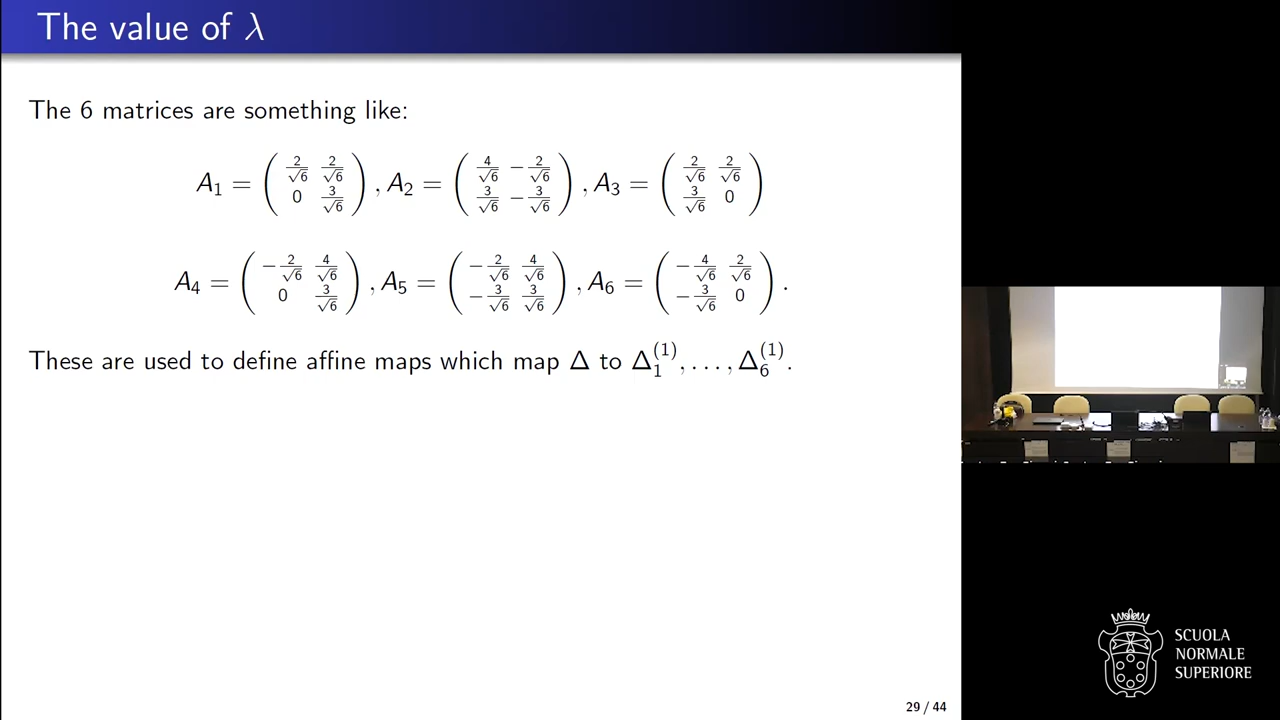 The value of λ
The 6 matrices are something like:
A₁ = ( 2/√6 2/√6 ; 0 3/√6 ), A₂ = ( 4/√6 −2/√6 ; 3/√6 −3/√6 ), A₃ = ( 2/√6 2/√6 ; 3/√6 0 )
A₄ = ( −2/√6 4/√6 ; 0 3/√6 ), A₅ = ( −2/√6 4/√6 ; −3/√6 3/√6 ), A₆ = ( −4/√6 2/√6 ; −3/√6 0 ).
These are used to define affine maps which map Δ to Δ₁⁽¹⁾, . . . , Δ₆⁽¹⁾.
29 / 44
SCUOLA
NORMALE
SUPERIORE